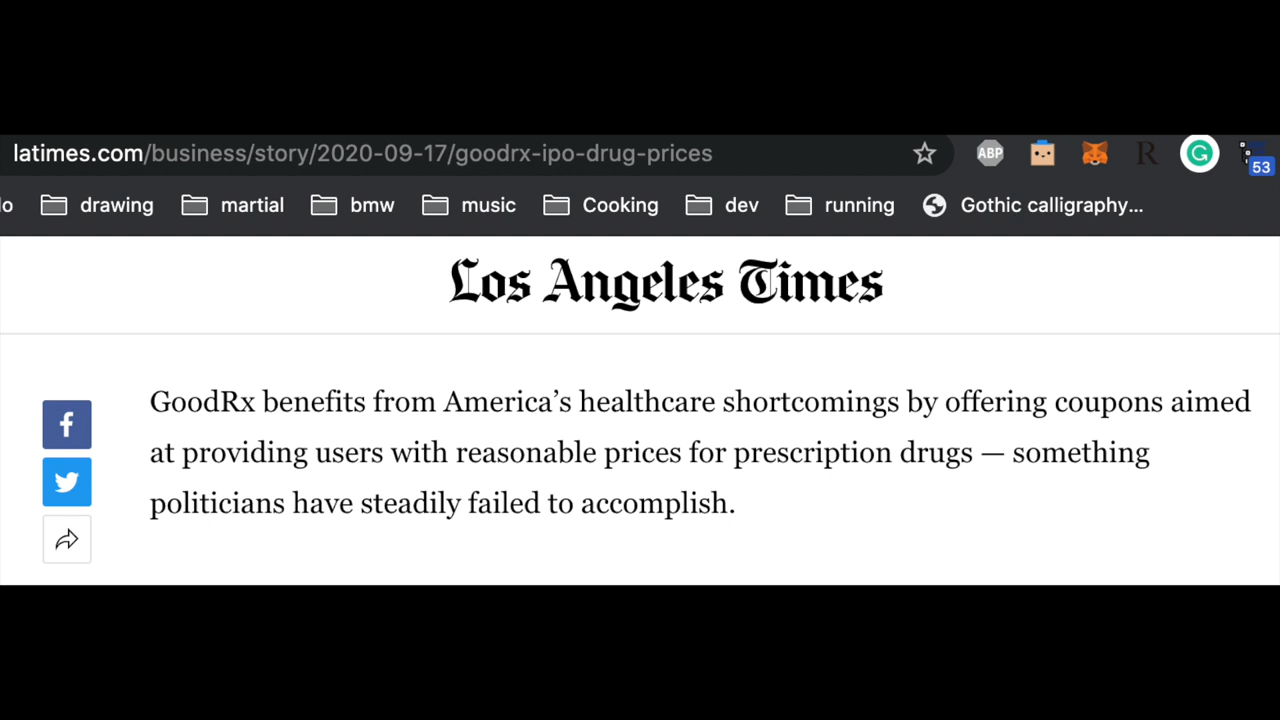 latimes.com/business/story/2020-09-17/goodrx-ipo-drug-prices
ABP
R
G
53
lo drawing martial bmw music Cooking dev running Gothic calligraphy...
Los Angeles Times
GoodRx benefits from America’s healthcare shortcomings by offering coupons aimed
at providing users with reasonable prices for prescription drugs — something
politicians have steadily failed to accomplish.
f